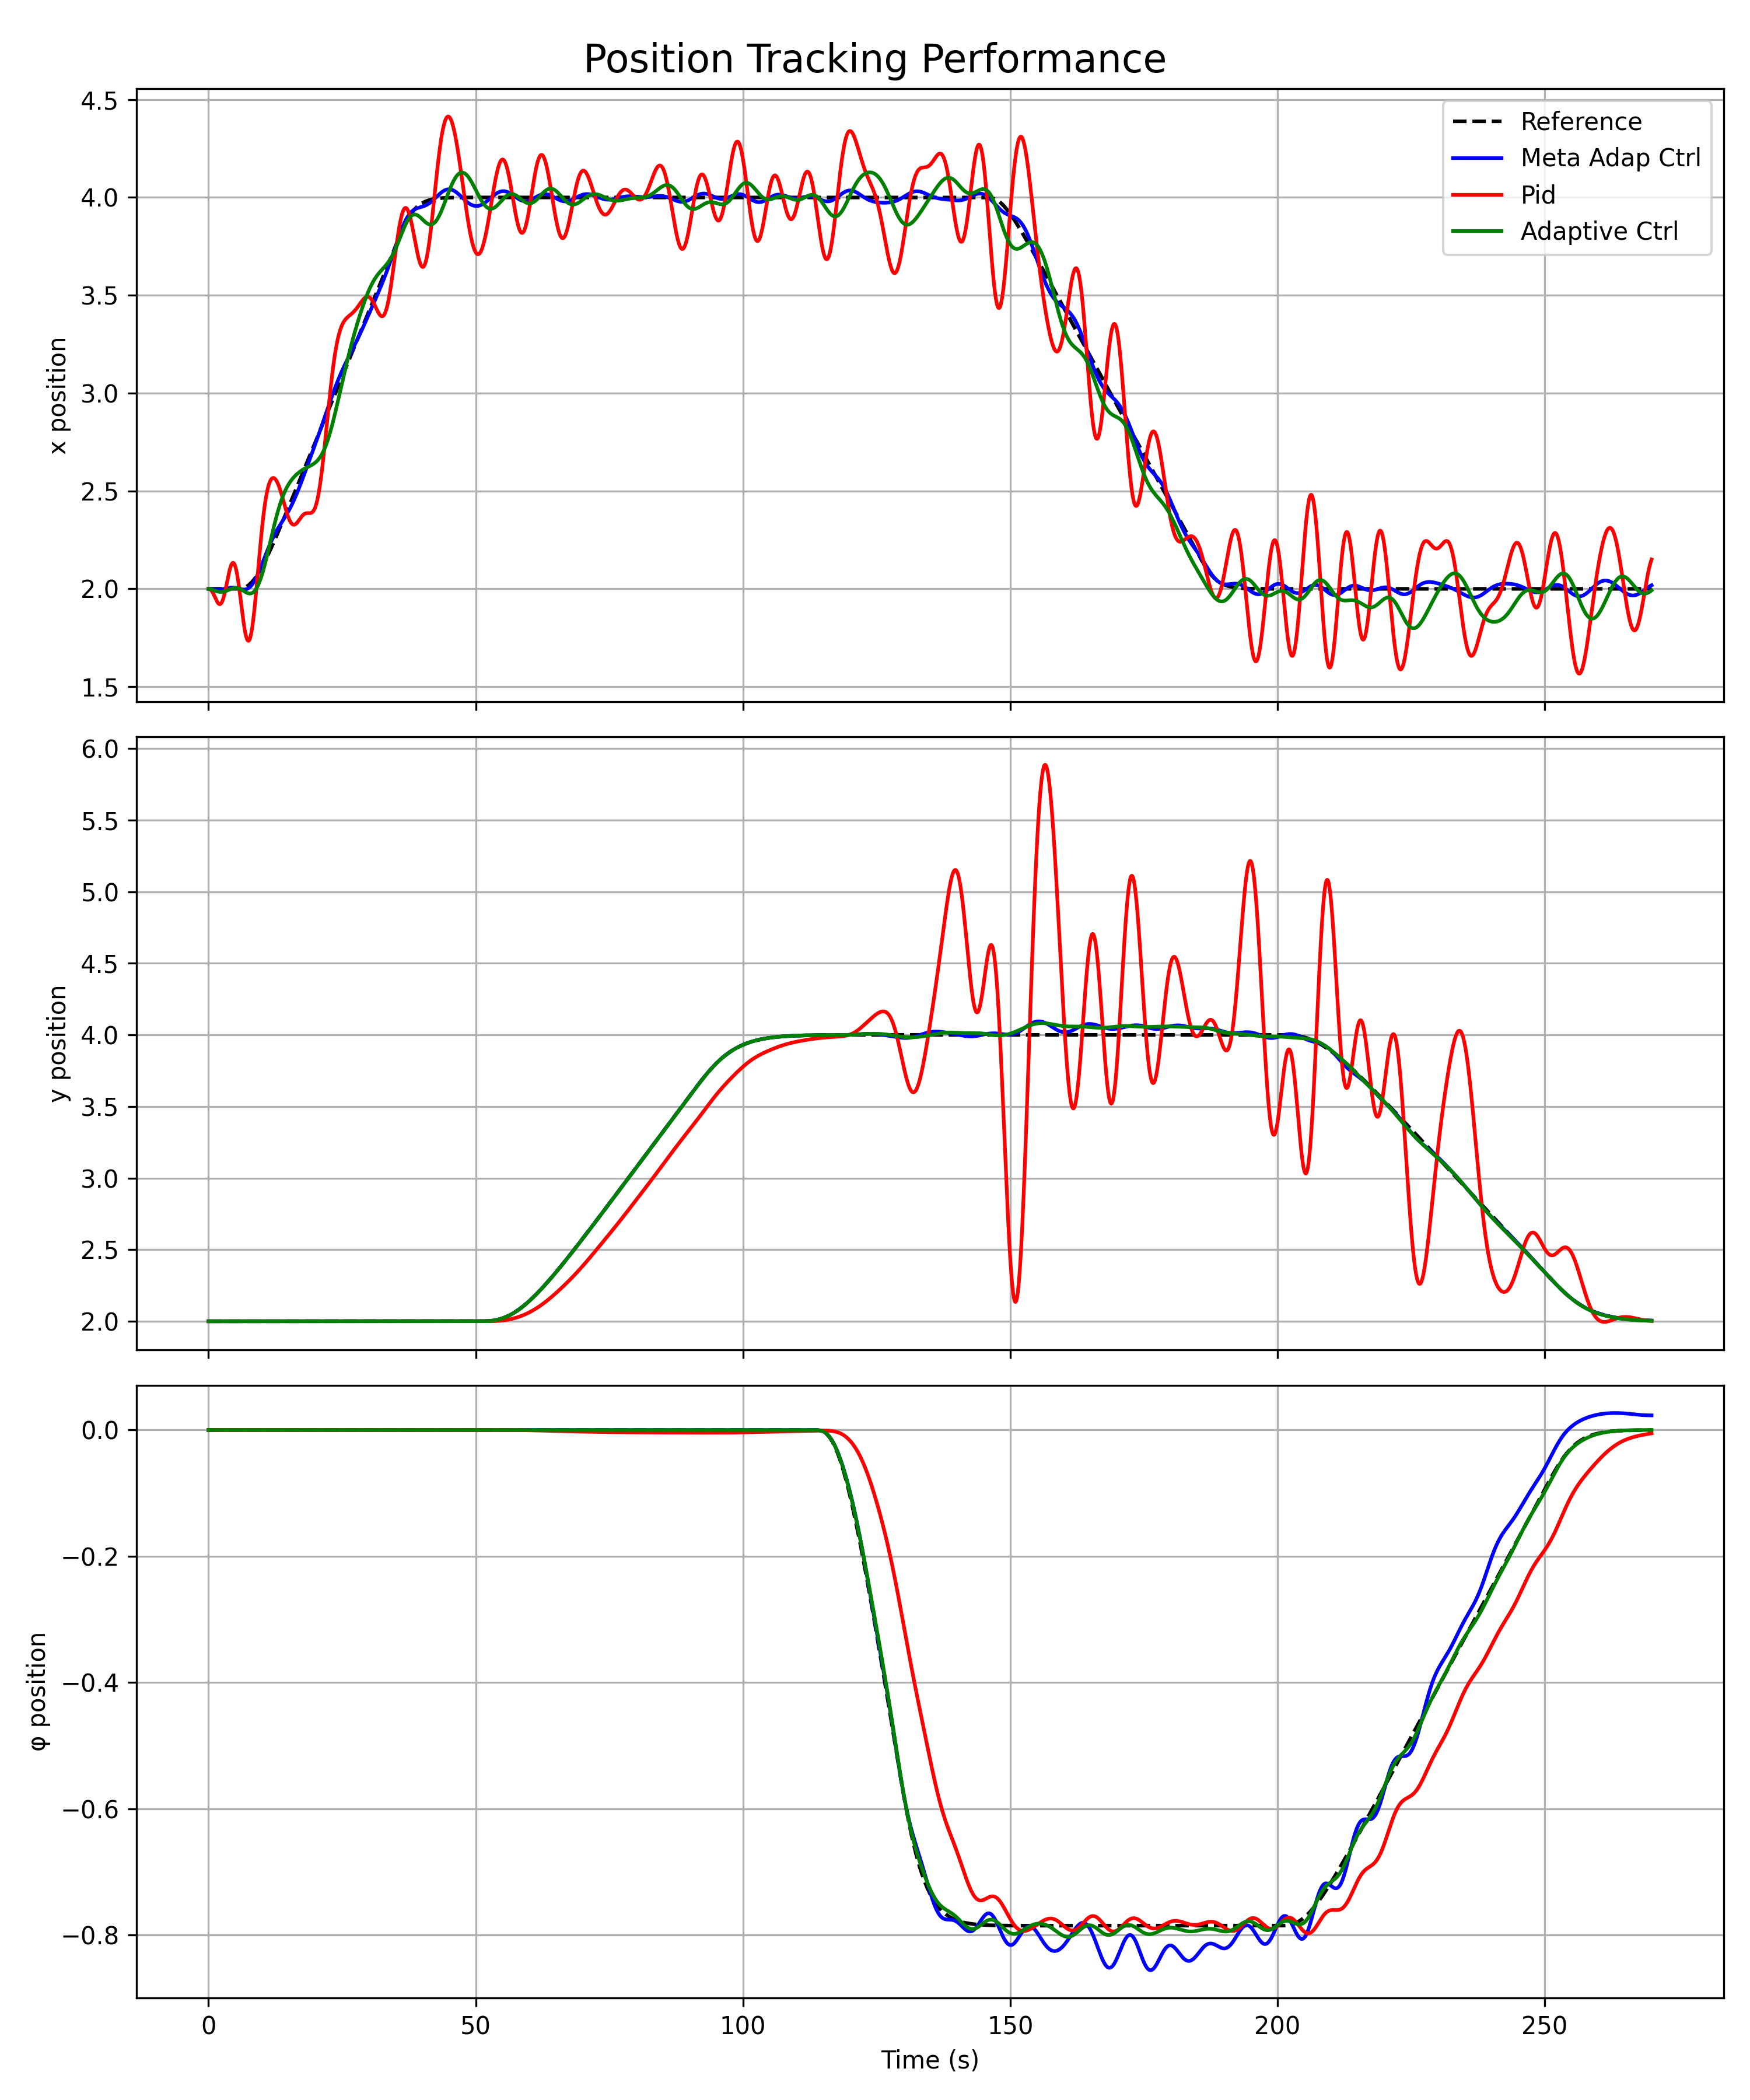 Position Tracking Performance
4.5
4.0
3.5
3.0
2.5
2.0
1.5
x position
Reference
Meta Adap Ctrl
Pid
Adaptive Ctrl
6.0
5.5
5.0
4.5
4.0
3.5
3.0
2.5
2.0
y position
0.0
−0.2
−0.4
−0.6
−0.8
φ position
0 50 100 150 200 250
Time (s)